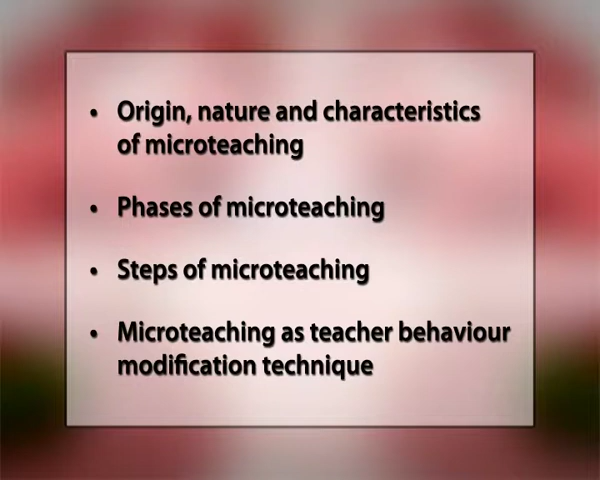 • Origin, nature and characteristics
of microteaching
• Phases of microteaching
• Steps of microteaching
• Microteaching as teacher behaviour
modification technique